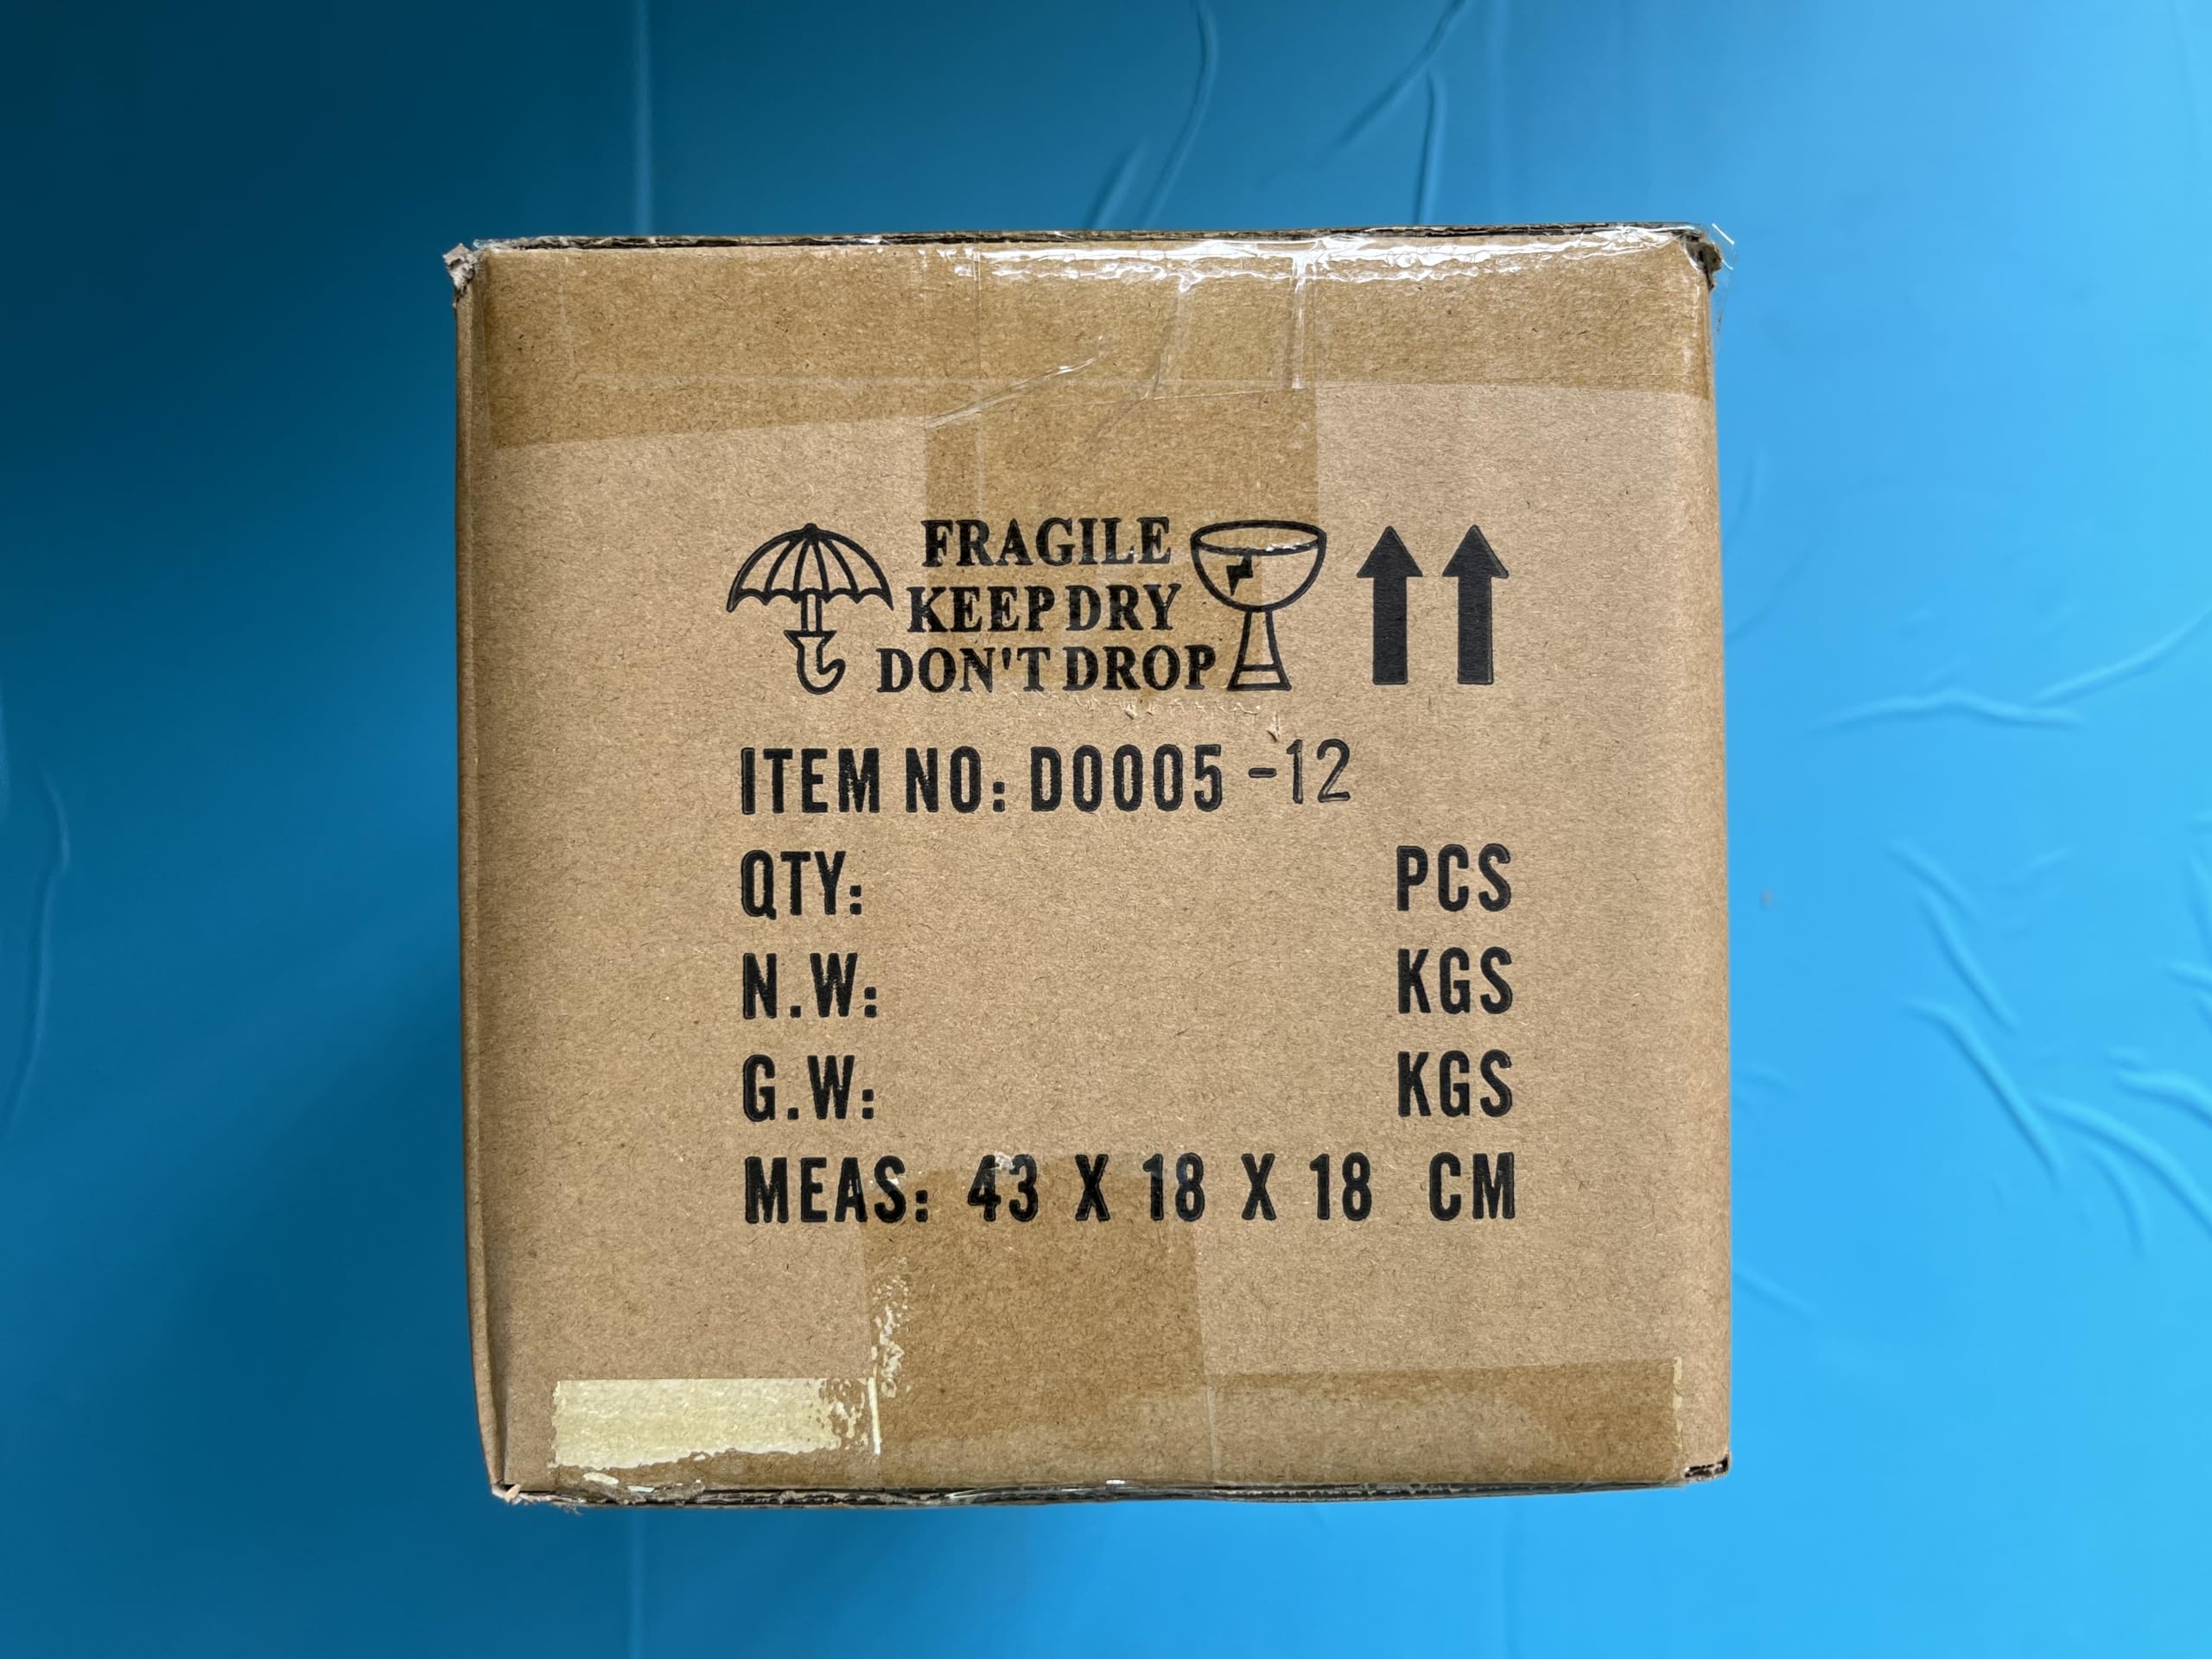 FRAGILE
KEEP DRY
DON'T DROP
ITEM NO: D0005 -12
QTY: PCS
N.W: KGS
G.W: KGS
MEAS: 43 X 18 X 18 CM